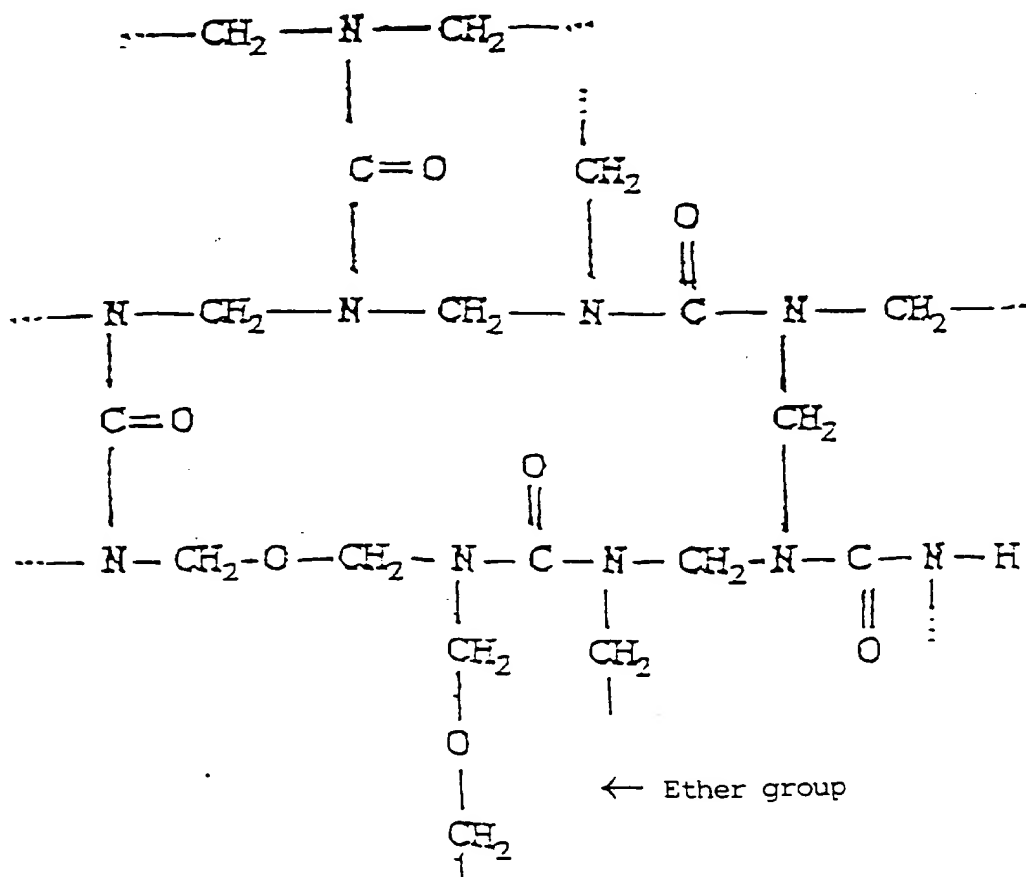 CH₂ — N — CH₂
C=O CH₂
O
N — CH₂ — N — CH₂ — N — C — N — CH₂
C=O CH₂
O
N — CH₂-O — CH₂ — N — C — N — CH₂-N — C — N — H
CH₂ CH₂ O
O
← Ether group
CH₂